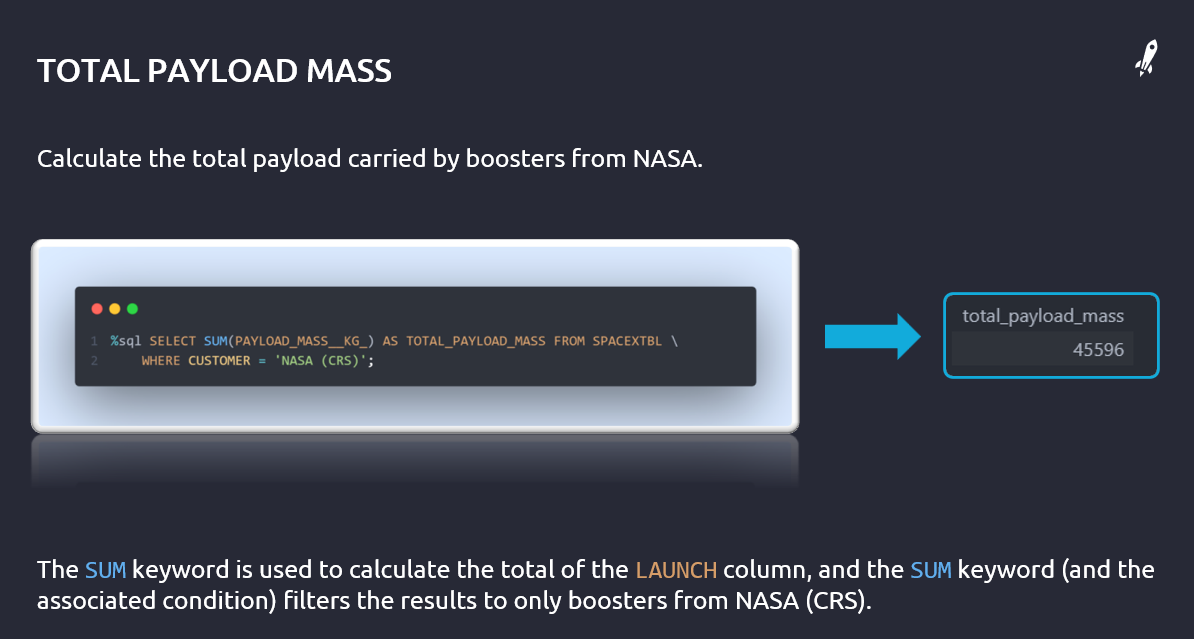 TOTAL PAYLOAD MASS
Calculate the total payload carried by boosters from NASA.
1 %sql SELECT SUM(PAYLOAD_MASS__KG_) AS TOTAL_PAYLOAD_MASS FROM SPACEXTBL \
2 WHERE CUSTOMER = 'NASA (CRS)';
total_payload_mass
45596
The SUM keyword is used to calculate the total of the LAUNCH column, and the SUM keyword (and the
associated condition) filters the results to only boosters from NASA (CRS).